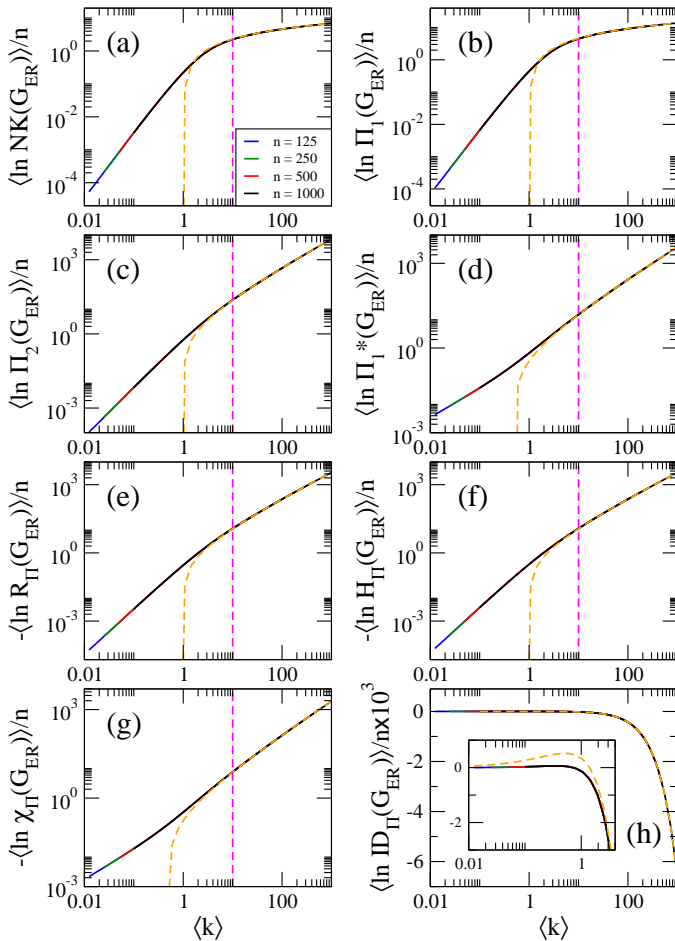 ⟨ln NK(G_ER)⟩/n
10^0
10^-2
10^-4
(a)
n = 125
n = 250
n = 500
n = 1000
0.01 1 100
⟨ln Π_1(G_ER)⟩/n
10^0
10^-2
10^-4
(b)
0.01 1 100
⟨ln Π_2(G_ER)⟩/n
10^3
10^0
10^-3
(c)
0.01 1 100
⟨ln Π_1*(G_ER)⟩/n
10^3
10^0
10^-3
(d)
0.01 1 100
-⟨ln R_Π(G_ER)⟩/n
10^3
10^0
10^-3
(e)
0.01 1 100
-⟨ln H_Π(G_ER)⟩/n
10^3
10^0
10^-3
(f)
0.01 1 100
-⟨ln χ_Π(G_ER)⟩/n
10^3
10^0
10^-3
(g)
0.01 1 100
⟨k⟩
⟨ln ID_Π(G_ER)⟩/nx10^3
0
-2
-4
-6
0
-2
0.01 1
(h)
0.01 1 100
⟨k⟩